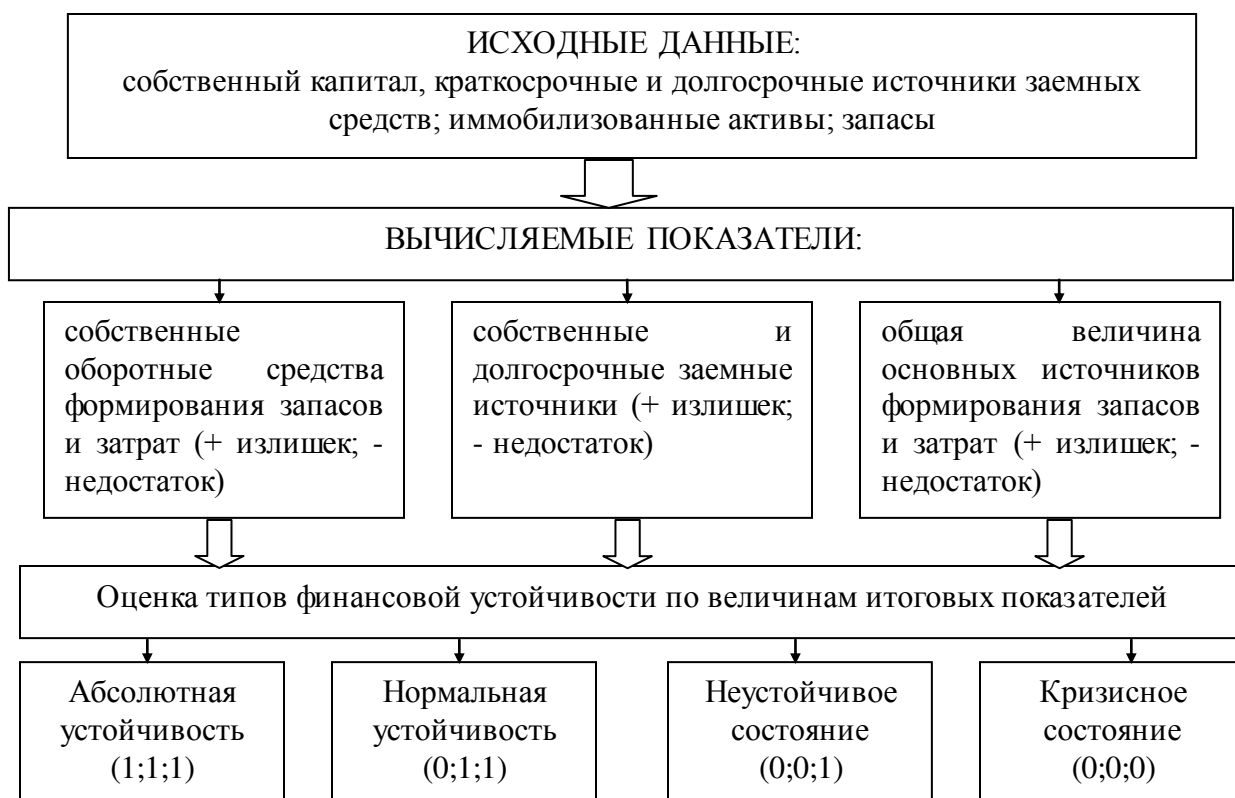 ИСХОДНЫЕ ДАННЫЕ:
собственный капитал, краткосрочные и долгосрочные источники заемных
средств; иммобилизованные активы; запасы
ВЫЧИСЛЯЕМЫЕ ПОКАЗАТЕЛИ:
собственные
оборотные средства
формирования запасов
и затрат (+ излишек; -
недостаток)
собственные и
долгосрочные заемные
источники (+ излишек;
- недостаток)
общая величина
основных источников
формирования запасов
и затрат (+ излишек; -
недостаток)
Оценка типов финансовой устойчивости по величинам итоговых показателей
Абсолютная
устойчивость
(1;1;1)
Нормальная
устойчивость
(0;1;1)
Неустойчивое
состояние
(0;0;1)
Кризисное
состояние
(0;0;0)